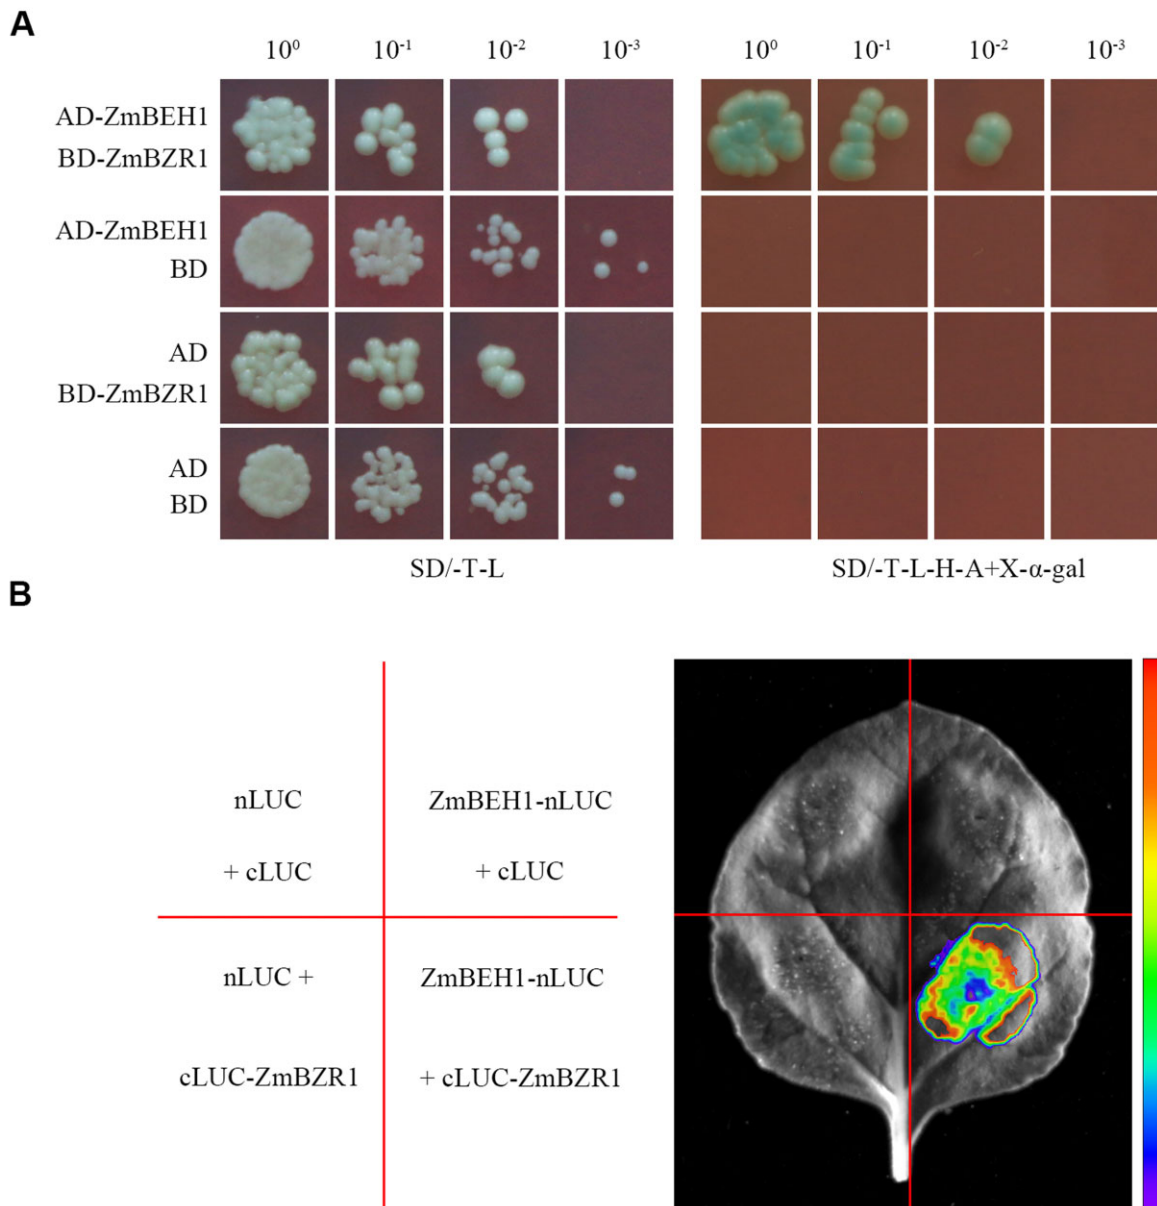 A
10⁰ 10⁻¹ 10⁻² 10⁻³ 10⁰ 10⁻¹ 10⁻² 10⁻³
AD-ZmBEH1
BD-ZmBZR1
AD-ZmBEH1
BD
AD
BD-ZmBZR1
AD
BD
SD/-T-L SD/-T-L-H-A+X-α-gal
B
nLUC
+ cLUC
ZmBEH1-nLUC
+ cLUC
nLUC +
cLUC-ZmBZR1
ZmBEH1-nLUC
+ cLUC-ZmBZR1